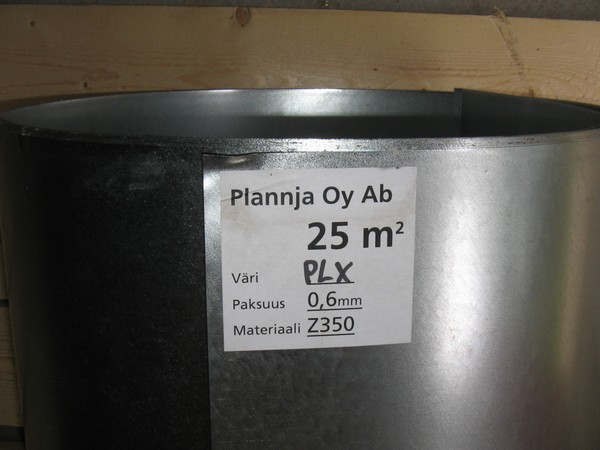 Plannja Oy Ab
25 m²
Väri PLX
Paksuus 0,6mm
Materiaali Z350